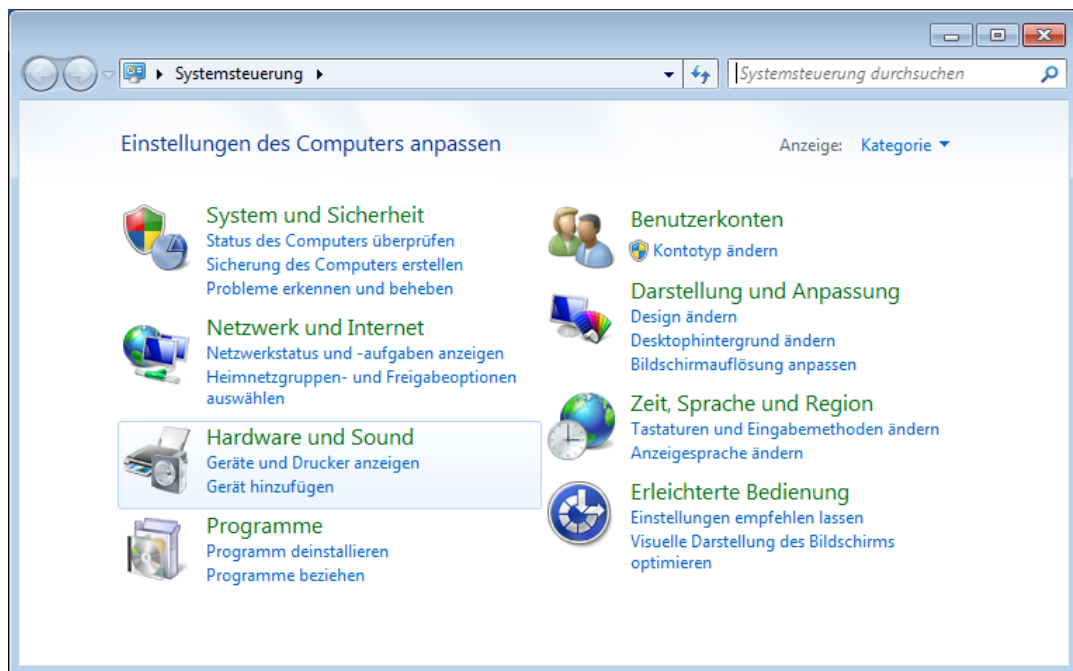 Systemsteuerung
Systemsteuerung durchsuchen
Einstellungen des Computers anpassen
Anzeige: Kategorie
System und Sicherheit
Status des Computers überprüfen
Sicherung des Computers erstellen
Probleme erkennen und beheben
Netzwerk und Internet
Netzwerkstatus und -aufgaben anzeigen
Heimnetzgruppen- und Freigabeoptionen
auswählen
Hardware und Sound
Geräte und Drucker anzeigen
Gerät hinzufügen
Programme
Programm deinstallieren
Programme beziehen
Benutzerkonten
Kontotyp ändern
Darstellung und Anpassung
Design ändern
Desktophintergrund ändern
Bildschirmauflösung anpassen
Zeit, Sprache und Region
Tastaturen und Eingabemethoden ändern
Anzeigesprache ändern
Erleichterte Bedienung
Einstellungen empfehlen lassen
Visuelle Darstellung des Bildschirms
optimieren